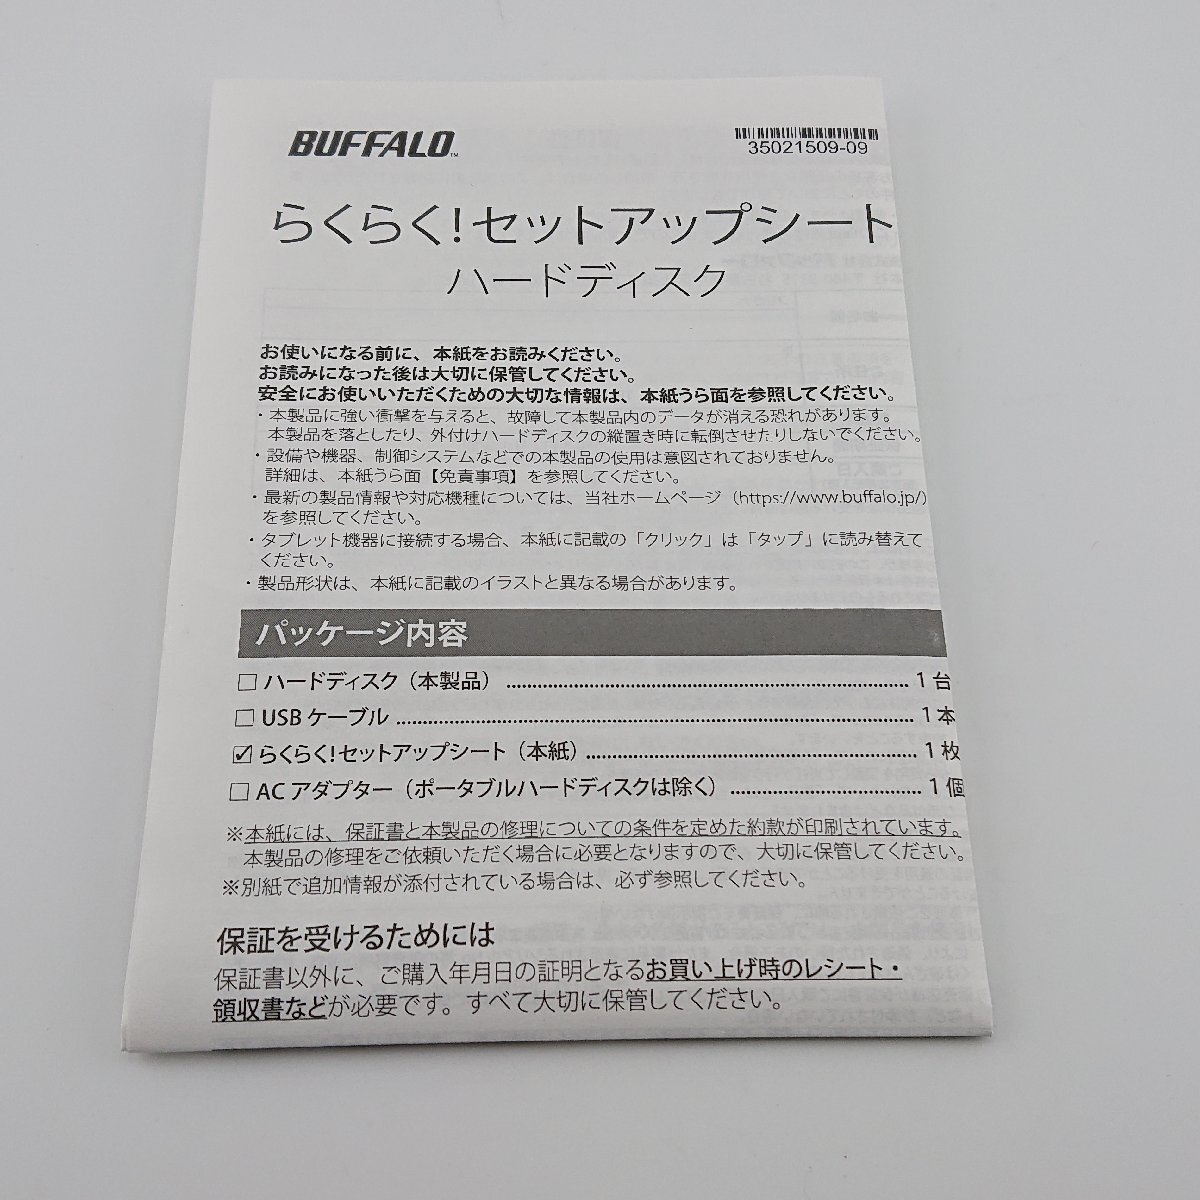 BUFFALO™
35021509-09
らくらく!セットアップシート
ハードディスク
お使いになる前に、本紙をお読みください。
お読みになった後は大切に保管してください。
安全にお使いいただくための大切な情報は、本紙うら面を参照してください。
・本製品に強い衝撃を与えると、故障して本製品内のデータが消える恐れがあります。
本製品を落としたり、外付けハードディスクの縦置き時に転倒させたりしないでください。
・設備や機器、制御システムなどでの本製品の使用は意図されておりません。
詳細は、本紙うら面【免責事項】を参照してください。
・最新の製品情報や対応機種については、当社ホームページ(https://www.buffalo.jp/)
を参照してください。
・タブレット機器に接続する場合、本紙に記載の「クリック」は「タップ」に読み替えて
ください。
・製品形状は、本紙に記載のイラストと異なる場合があります。
パッケージ内容
□ ハードディスク(本製品) ........ 1 台
□ USB ケーブル ........ 1 本
☑ らくらく!セットアップシート(本紙) ........ 1 枚
□ AC アダプター(ポータブルハードディスクは除く) ........ 1 個
※本紙には、保証書と本製品の修理についての条件を定めた約款が印刷されています。
本製品の修理をご依頼いただく場合に必要となりますので、大切に保管してください。
※別紙で追加情報が添付されている場合は、必ず参照してください。
保証を受けるためには
保証書以外に、ご購入年月日の証明となるお買い上げ時のレシート・
領収書などが必要です。すべて大切に保管してください。